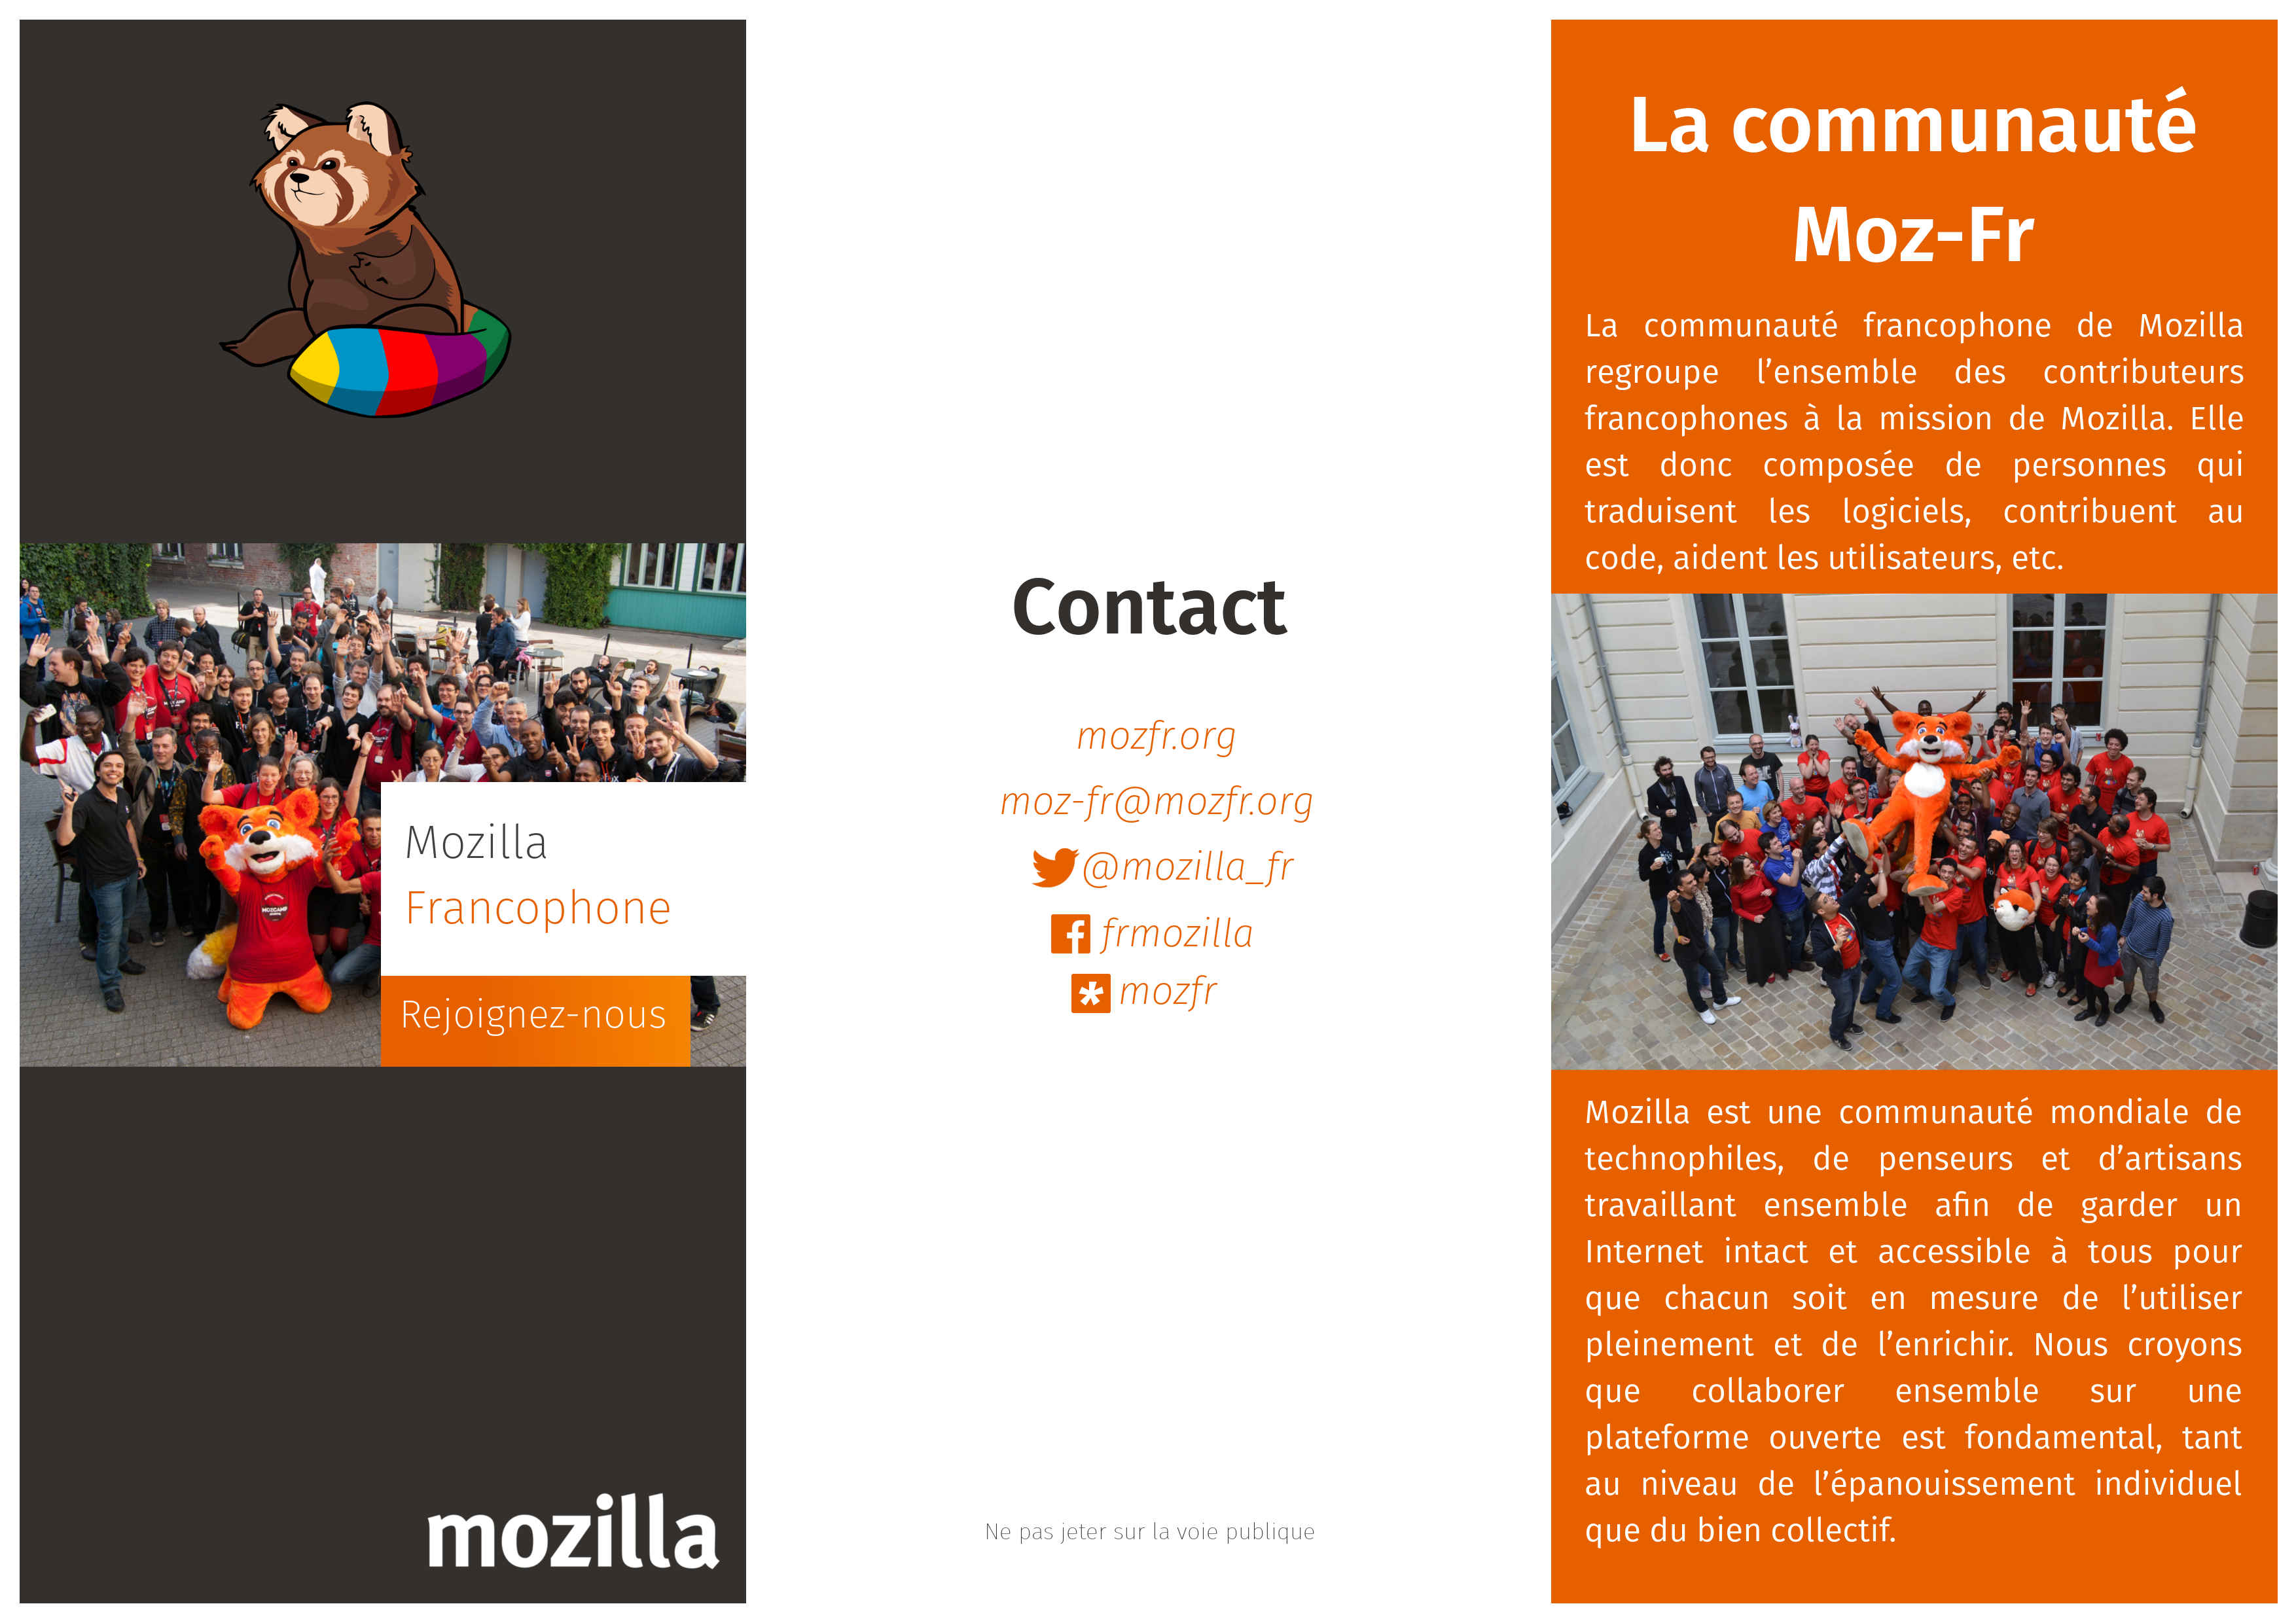 Mozilla
Francophone
Rejoignez-nous
mozilla
Contact
mozfr.org
moz-fr@mozfr.org
@mozilla_fr
frmozilla
mozfr
Ne pas jeter sur la voie publique
La communauté
Moz-Fr
La communauté francophone de Mozilla
regroupe l’ensemble des contributeurs
francophones à la mission de Mozilla. Elle
est donc composée de personnes qui
traduisent les logiciels, contribuent au
code, aident les utilisateurs, etc.
Mozilla est une communauté mondiale de
technophiles, de penseurs et d’artisans
travaillant ensemble afin de garder un
Internet intact et accessible à tous pour
que chacun soit en mesure de l’utiliser
pleinement et de l’enrichir. Nous croyons
que collaborer ensemble sur une
plateforme ouverte est fondamental, tant
au niveau de l’épanouissement individuel
que du bien collectif.